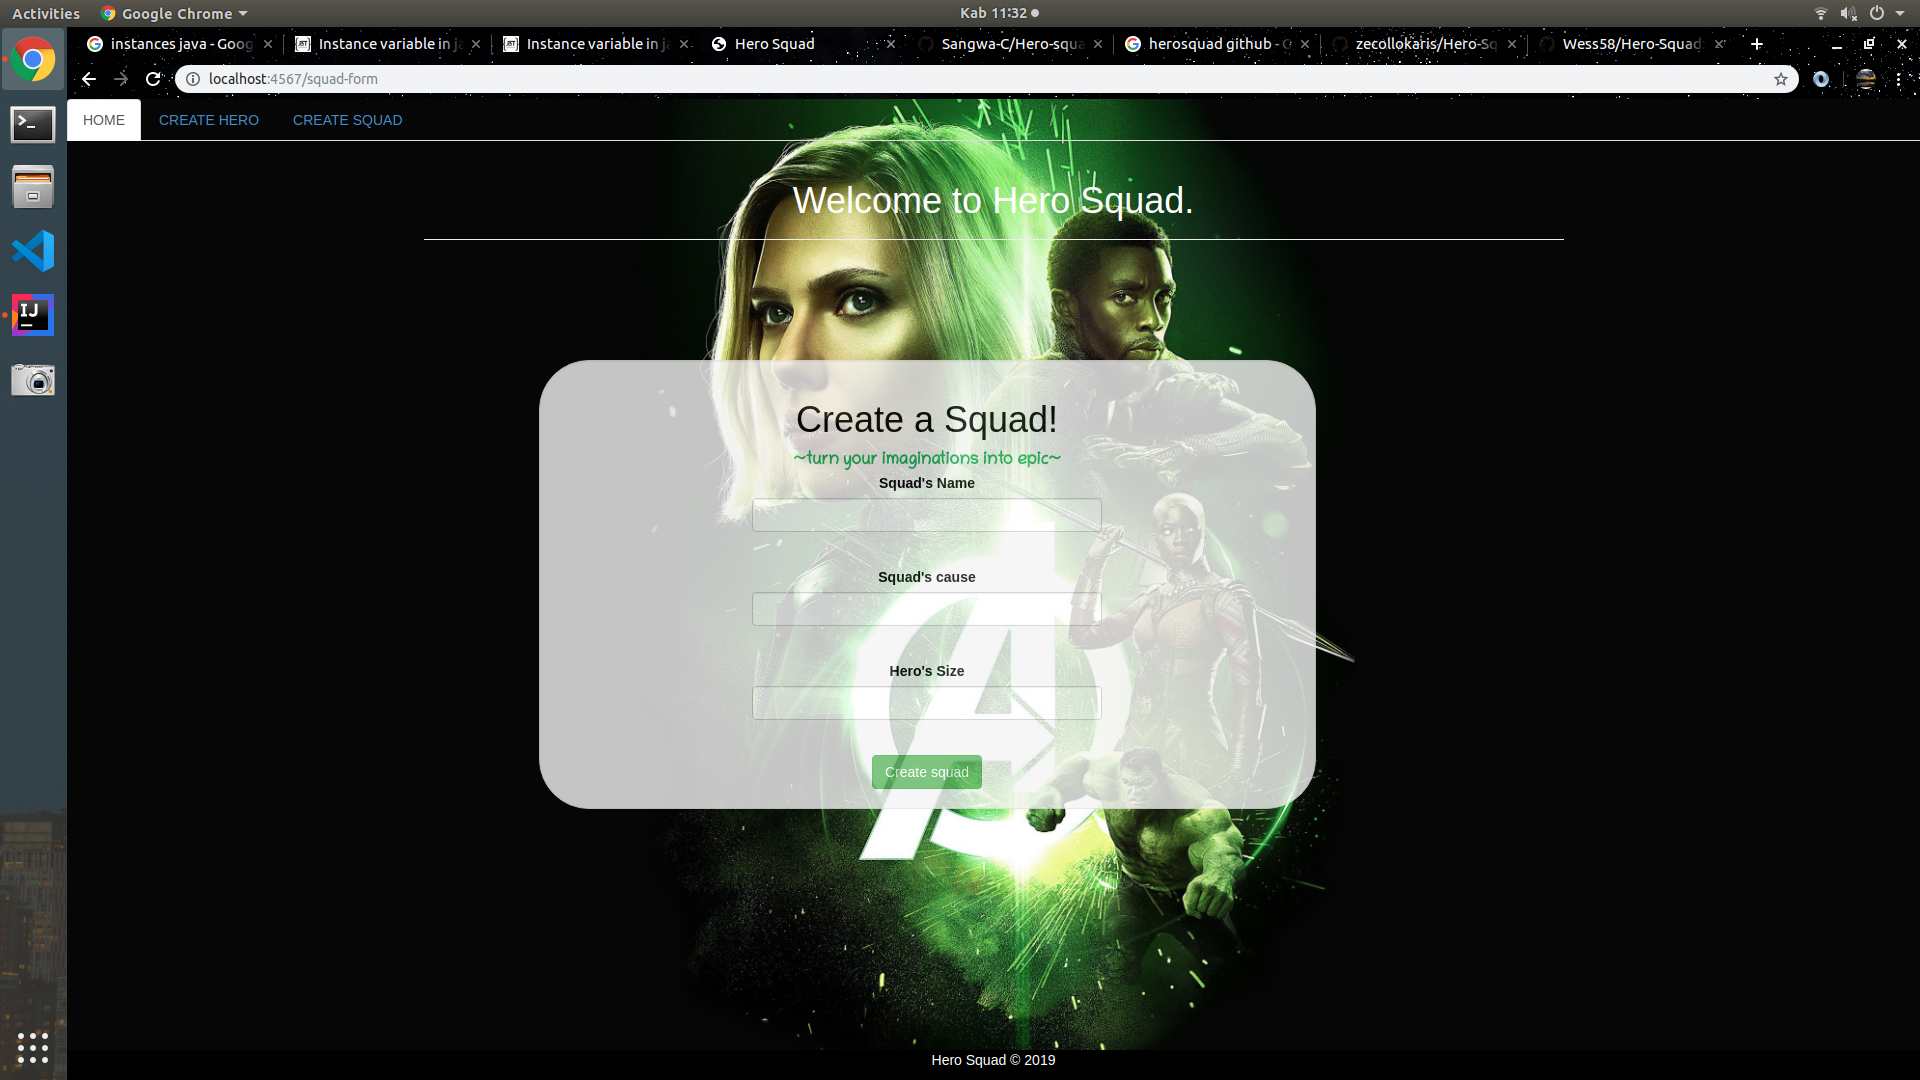 Activities
Google Chrome
Kab 11:32
instances java - Goog
Instance variable in ja
Instance variable in ja
Hero Squad
Sangwa-C/Hero-squa
herosquad github - G
zecollokaris/Hero-Sq
Wess58/Hero-Squad:
localhost:4567/squad-form
HOME
CREATE HERO
CREATE SQUAD
Welcome to Hero Squad.
Create a Squad!
~turn your imaginations into epic~
Squad's Name
Squad's cause
Hero's Size
Create squad
Hero Squad © 2019